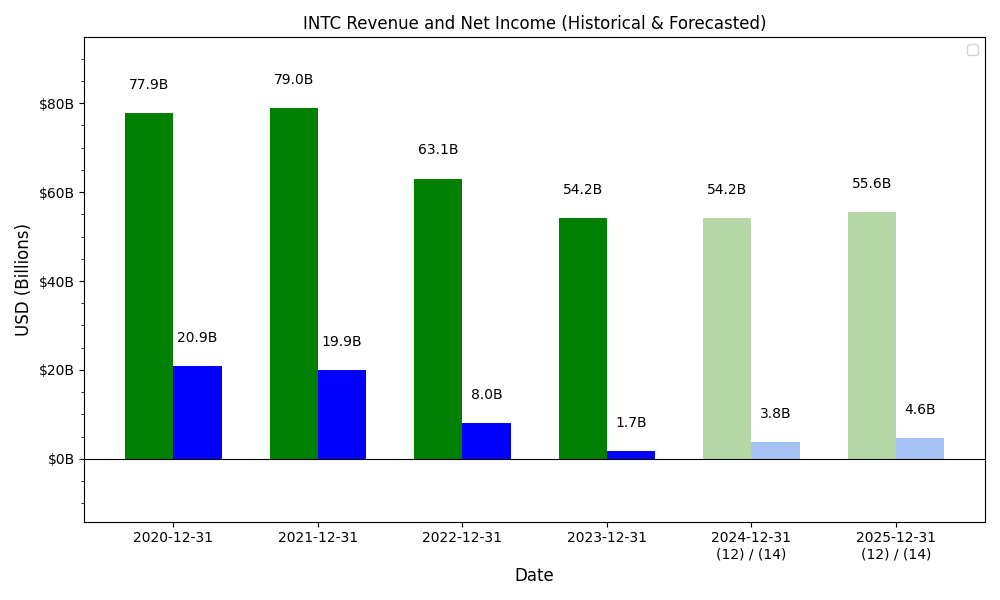 INTC Revenue and Net Income (Historical & Forecasted)
77.9B
79.0B
63.1B
54.2B
54.2B
55.6B
20.9B
19.9B
8.0B
1.7B
3.8B
4.6B
$80B
$60B
$40B
$20B
$0B
USD (Billions)
2020-12-31
2021-12-31
2022-12-31
2023-12-31
2024-12-31
(12) / (14)
2025-12-31
(12) / (14)
Date